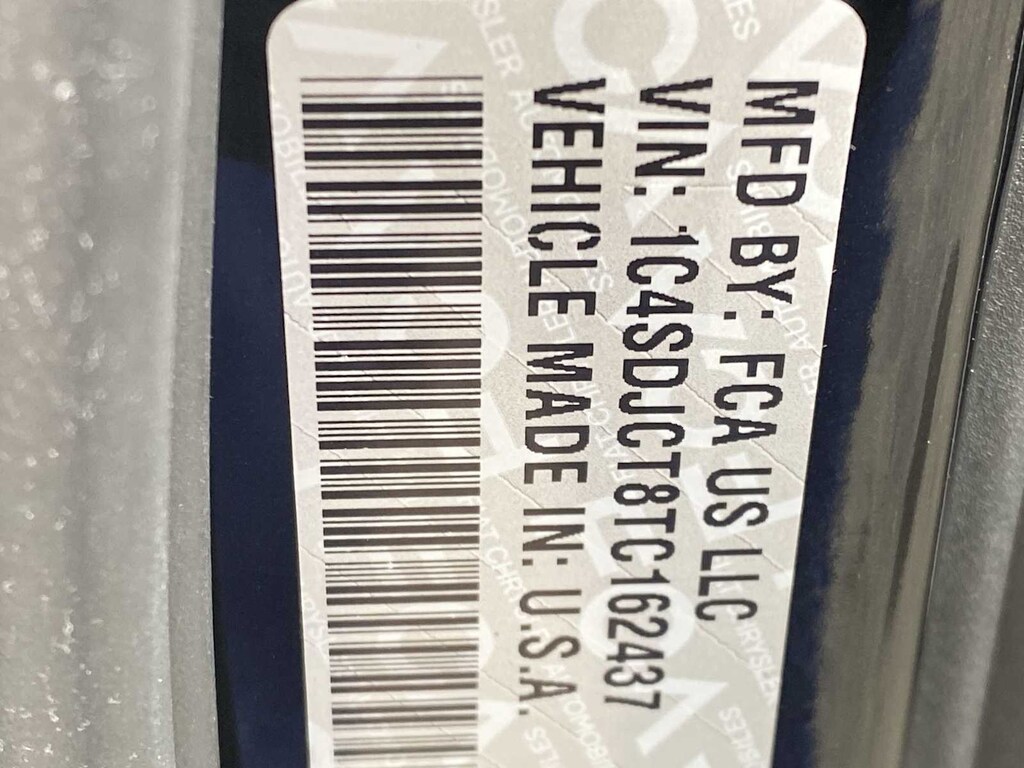 MFD BY: FCA US LLC
VIN: 1C4SDJCT8TC162437
VEHICLE MADE IN: U.S.A.